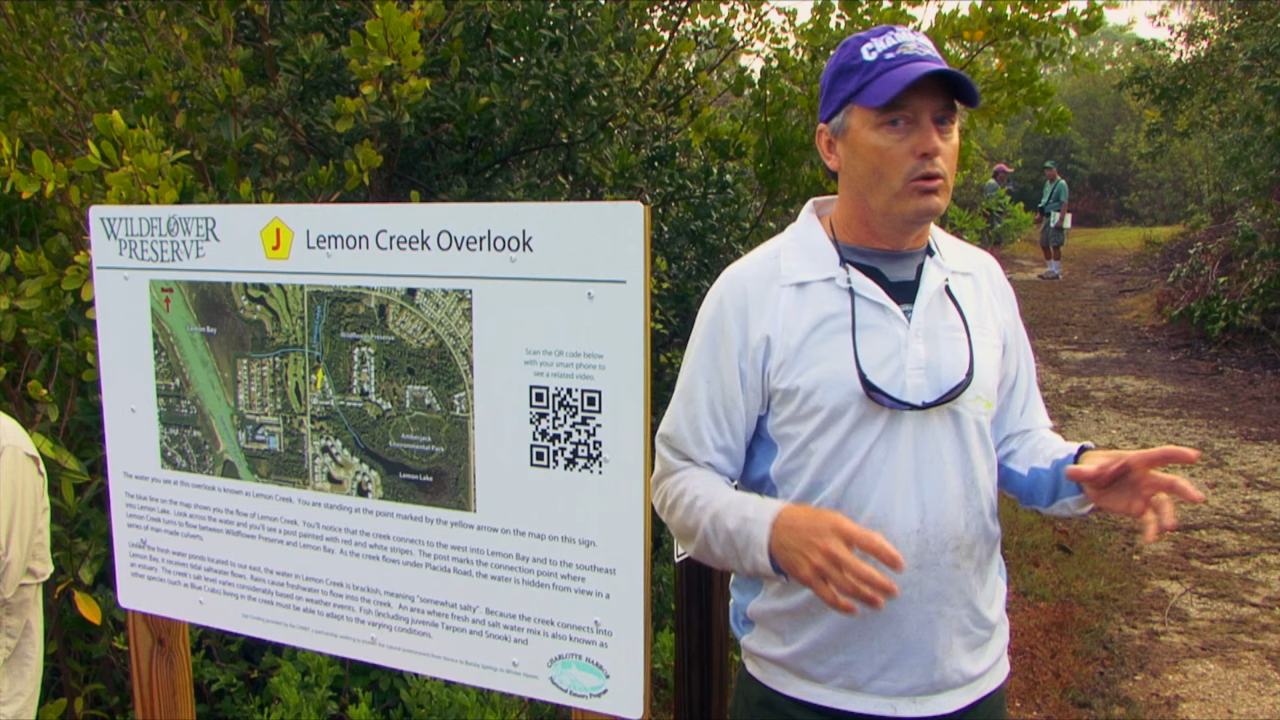 CHAMPIONS
WILDFLOWER
PRESERVE
J
Lemon Creek Overlook
Lemon Bay
Wildflower Preserve
Amberjack
Environmental Park
Lemon Lake
Scan the QR code below
with your smart phone to
see a related video.
The water you see at this overlook is known as Lemon Creek. You are standing at the point marked by the yellow arrow on the map on this sign.
The blue line on the map shows you the flow of Lemon Creek. You'll notice that the creek connects to the west into Lemon Bay and to the southeast
into Lemon Lake. Look across the water and you'll see a post painted with red and white stripes. The post marks the connection point where
Lemon Creek turns to flow between Wildflower Preserve and Lemon Bay. As the creek flows under Placida Road, the water is hidden from view in a
series of man-made culverts.
Unlike the fresh water ponds located to our east, the water in Lemon Creek is brackish, meaning "somewhat salty". Because the creek connects into
Lemon Bay, it receives tidal saltwater flows. Rains cause freshwater to flow into the creek. An area where fresh and salt water mix is also known as
an estuary. The creek's salt level varies considerably based on weather events. Fish (including juvenile Tarpon and Snook) and
other species (such as Blue Crabs) living in the creek must be able to adapt to the varying conditions.
CHARLOTTE HARBOR
National Estuary Program